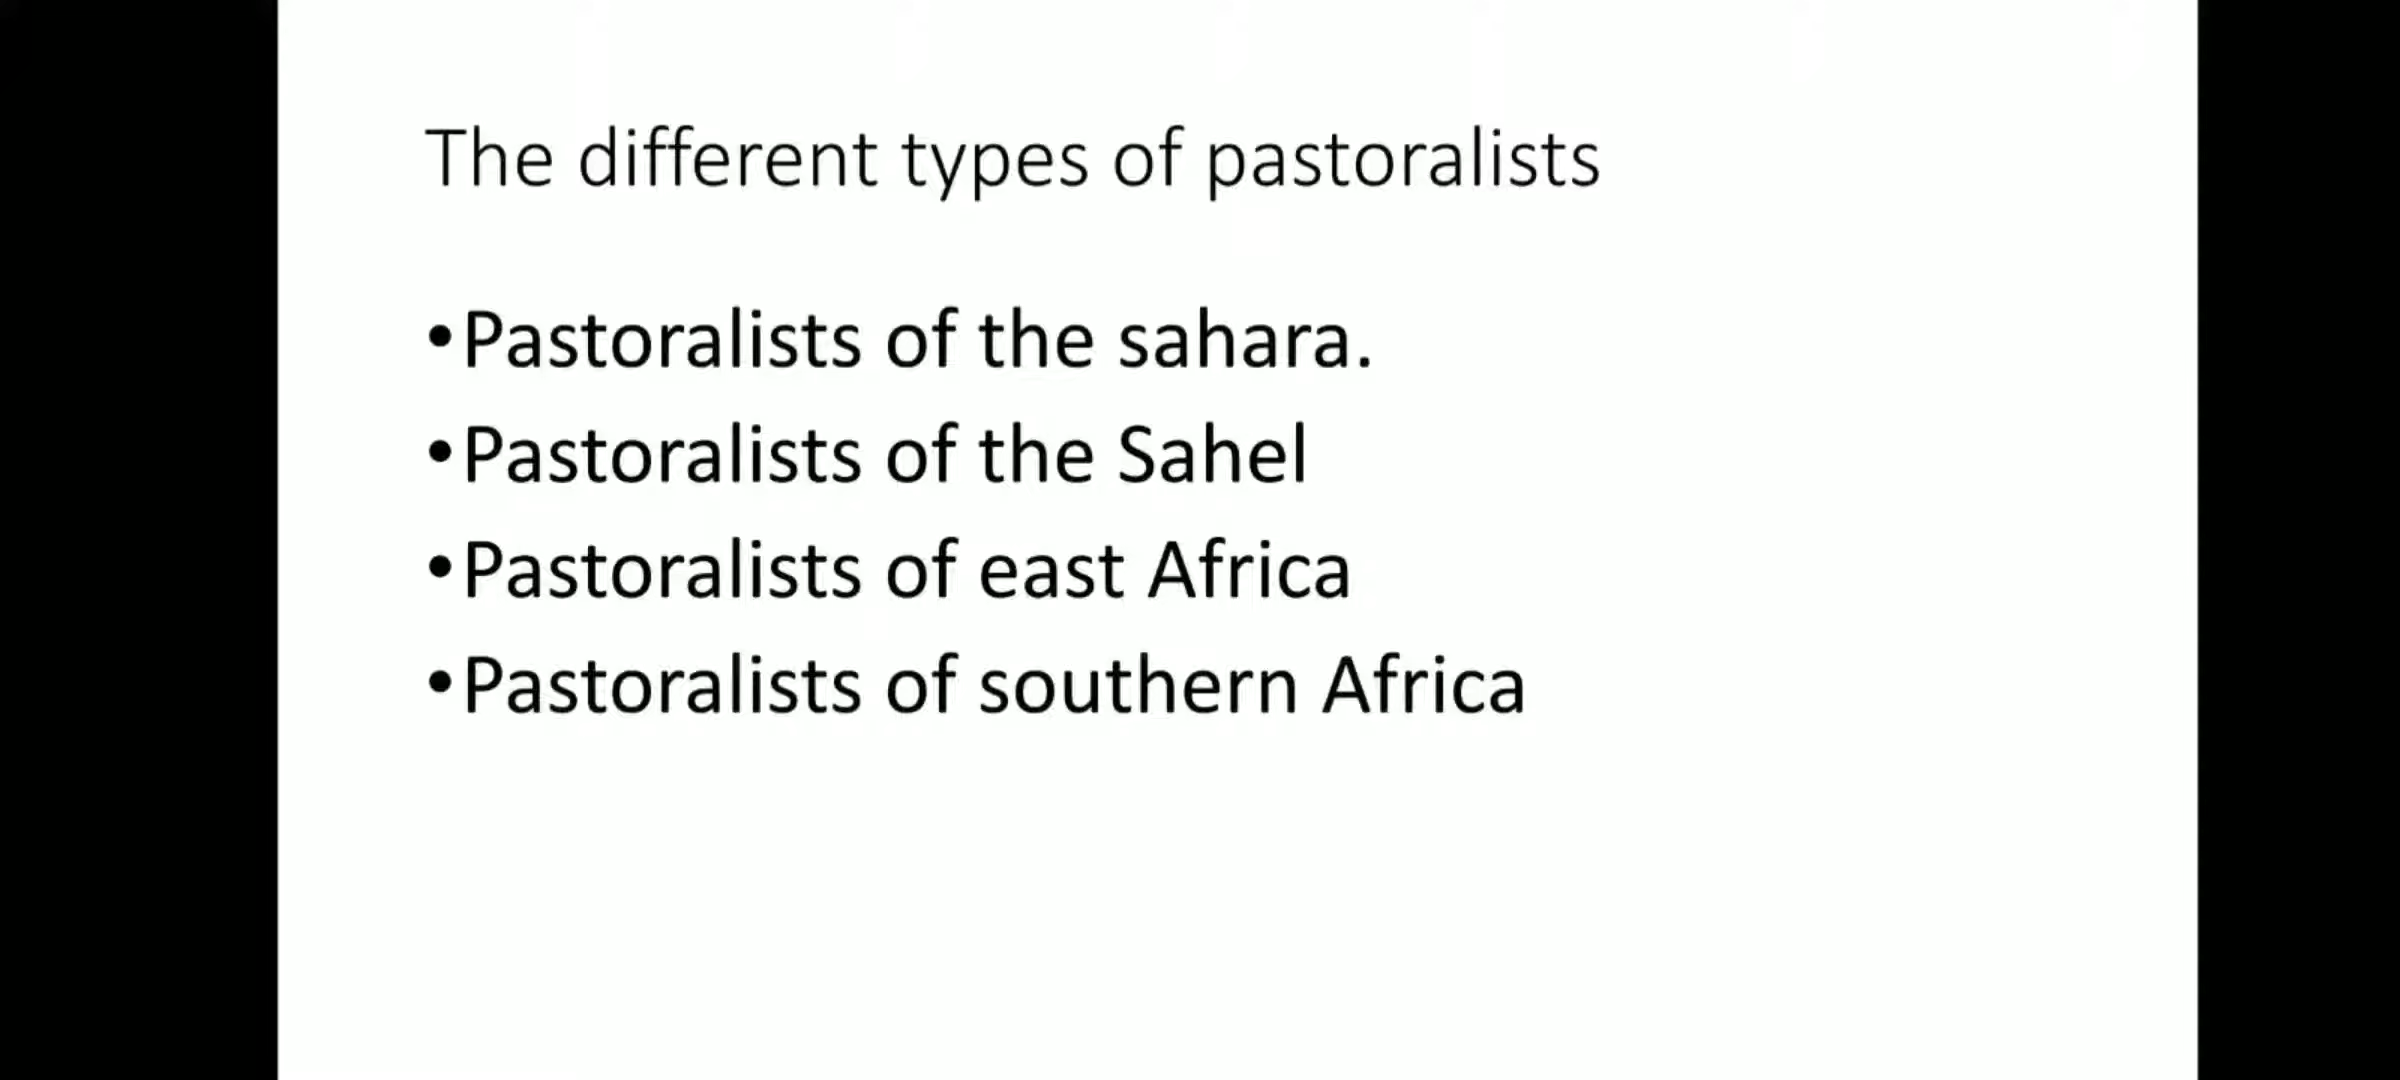 The different types of pastoralists
•Pastoralists of the sahara.
•Pastoralists of the Sahel
•Pastoralists of east Africa
•Pastoralists of southern Africa